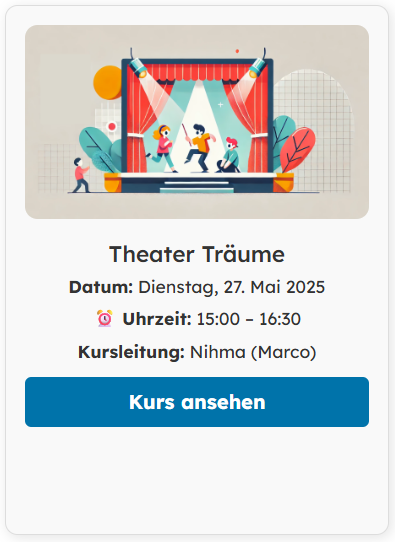 Theater Träume
Datum: Dienstag, 27. Mai 2025
⏰ Uhrzeit: 15:00 – 16:30
Kursleitung: Nihma (Marco)
Kurs ansehen